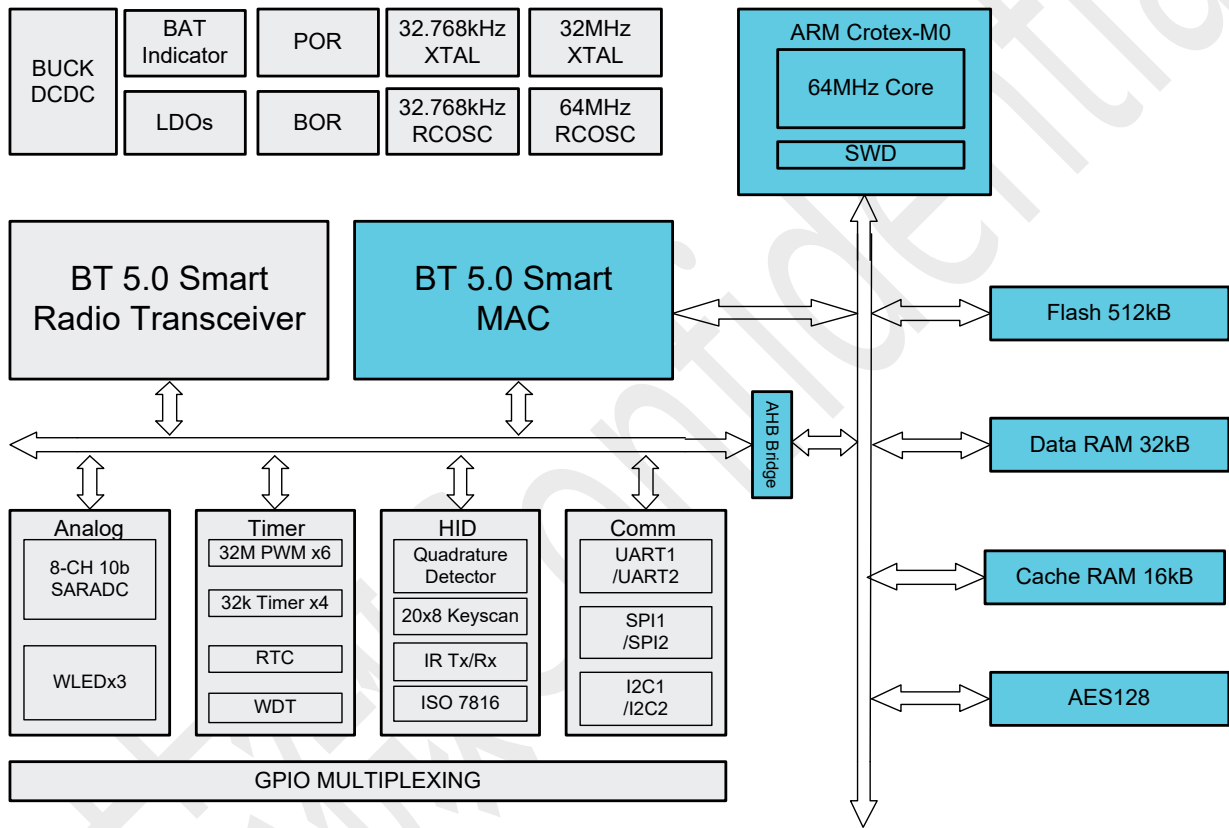 BUCK
DCDC
BAT
Indicator
POR
32.768kHz
XTAL
32MHz
XTAL
LDOs
BOR
32.768kHz
RCOSC
64MHz
RCOSC
ARM Crotex-M0
64MHz Core
SWD
BT 5.0 Smart
Radio Transceiver
BT 5.0 Smart
MAC
Flash 512kB
AHB Bridge
Data RAM 32kB
Cache RAM 16kB
AES128
Analog
8-CH 10b
SARADC
WLEDx3
Timer
32M PWM x6
32k Timer x4
RTC
WDT
HID
Quadrature
Detector
20x8 Keyscan
IR Tx/Rx
ISO 7816
Comm
UART1
/UART2
SPI1
/SPI2
I2C1
/I2C2
GPIO MULTIPLEXING